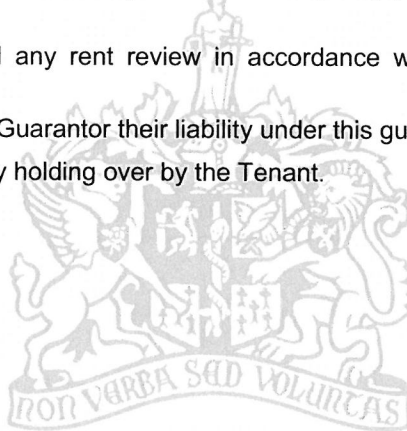 any rent review in accordance w
Guarantor their liability under this gu
holding over by the Tenant.
NON VERBA SED VOLUNTAS